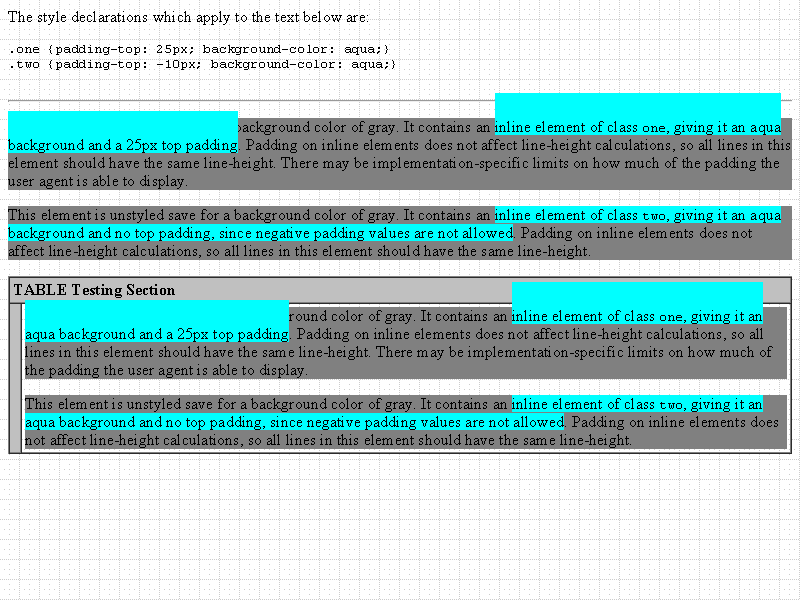 The style declarations which apply to the text below are:
.one {padding-top: 25px; background-color: aqua;}
.two {padding-top: -10px; background-color: aqua;}
background color of gray. It contains an inline element of class one, giving it an aqua
background and a 25px top padding. Padding on inline elements does not affect line-height calculations, so all lines in this
element should have the same line-height. There may be implementation-specific limits on how much of the padding the
user agent is able to display.
This element is unstyled save for a background color of gray. It contains an inline element of class two, giving it an aqua
background and no top padding, since negative padding values are not allowed. Padding on inline elements does not
affect line-height calculations, so all lines in this element should have the same line-height.
TABLE Testing Section
round color of gray. It contains an inline element of class one, giving it an
aqua background and a 25px top padding. Padding on inline elements does not affect line-height calculations, so all
lines in this element should have the same line-height. There may be implementation-specific limits on how much of
the padding the user agent is able to display.
This element is unstyled save for a background color of gray. It contains an inline element of class two, giving it an
aqua background and no top padding, since negative padding values are not allowed. Padding on inline elements does
not affect line-height calculations, so all lines in this element should have the same line-height.